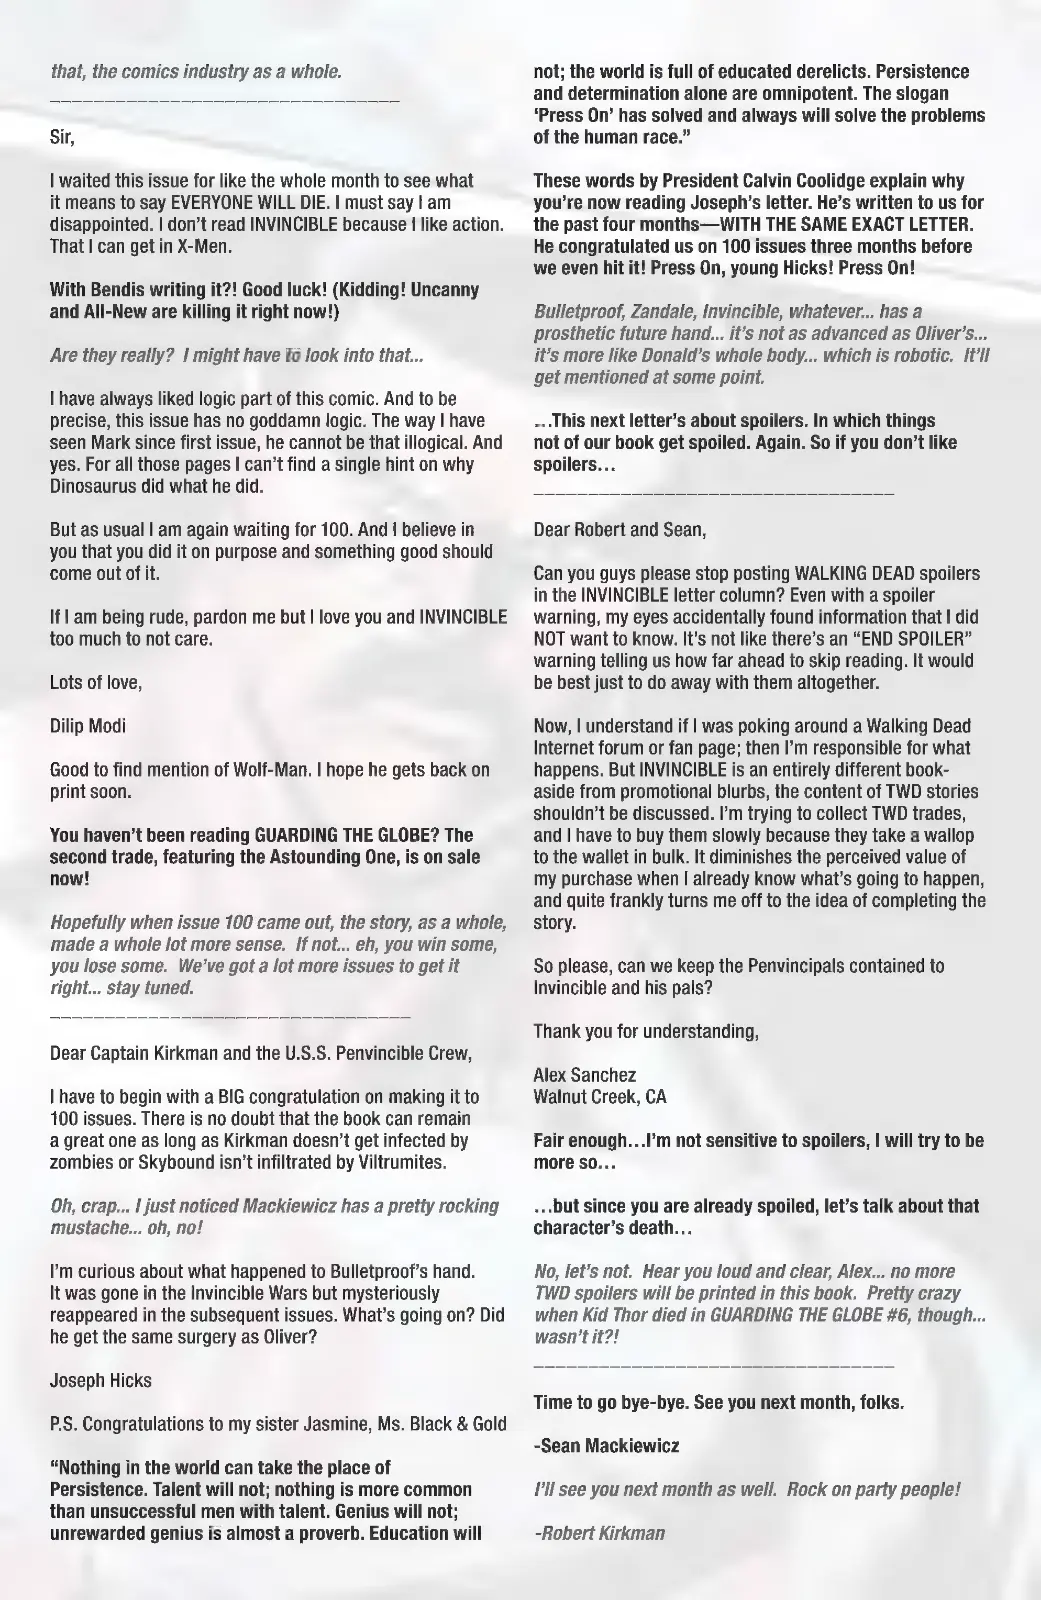 that, the comics industry as a whole.
________________________________
Sir,
I waited this issue for like the whole month to see what
it means to say EVERYONE WILL DIE. I must say I am
disappointed. I don't read INVINCIBLE because I like action.
That I can get in X-Men.
With Bendis writing it?! Good luck! (Kidding! Uncanny
and All-New are killing it right now!)
Are they really?  I might have to look into that...
I have always liked logic part of this comic. And to be
precise, this issue has no goddamn logic. The way I have
seen Mark since first issue, he cannot be that illogical. And
yes. For all those pages I can't find a single hint on why
Dinosaurus did what he did.
But as usual I am again waiting for 100. And I believe in
you that you did it on purpose and something good should
come out of it.
If I am being rude, pardon me but I love you and INVINCIBLE
too much to not care.
Lots of love,
Dilip Modi
Good to find mention of Wolf-Man. I hope he gets back on
print soon.
You haven't been reading GUARDING THE GLOBE? The
second trade, featuring the Astounding One, is on sale
now!
Hopefully when issue 100 came out, the story, as a whole,
made a whole lot more sense.  If not... eh, you win some,
you lose some.  We've got a lot more issues to get it
right... stay tuned.
_________________________________
Dear Captain Kirkman and the U.S.S. Penvincible Crew,
I have to begin with a BIG congratulation on making it to
100 issues. There is no doubt that the book can remain
a great one as long as Kirkman doesn't get infected by
zombies or Skybound isn't infiltrated by Viltrumites.
Oh, crap... I just noticed Mackiewicz has a pretty rocking
mustache... oh, no!
I'm curious about what happened to Bulletproof's hand.
It was gone in the Invincible Wars but mysteriously
reappeared in the subsequent issues. What's going on? Did
he get the same surgery as Oliver?
Joseph Hicks
P.S. Congratulations to my sister Jasmine, Ms. Black & Gold
"Nothing in the world can take the place of
Persistence. Talent will not; nothing is more common
than unsuccessful men with talent. Genius will not;
unrewarded genius is almost a proverb. Education will
not; the world is full of educated derelicts. Persistence
and determination alone are omnipotent. The slogan
'Press On' has solved and always will solve the problems
of the human race."
These words by President Calvin Coolidge explain why
you're now reading Joseph's letter. He's written to us for
the past four months—WITH THE SAME EXACT LETTER.
He congratulated us on 100 issues three months before
we even hit it! Press On, young Hicks! Press On!
Bulletproof, Zandale, Invincible, whatever... has a
prosthetic future hand... it's not as advanced as Oliver's...
it's more like Donald's whole body... which is robotic.  It'll
get mentioned at some point.
...This next letter's about spoilers. In which things
not of our book get spoiled. Again. So if you don't like
spoilers...
_________________________________
Dear Robert and Sean,
Can you guys please stop posting WALKING DEAD spoilers
in the INVINCIBLE letter column? Even with a spoiler
warning, my eyes accidentally found information that I did
NOT want to know. It's not like there's an "END SPOILER"
warning telling us how far ahead to skip reading. It would
be best just to do away with them altogether.
Now, I understand if I was poking around a Walking Dead
Internet forum or fan page; then I'm responsible for what
happens. But INVINCIBLE is an entirely different book-
aside from promotional blurbs, the content of TWD stories
shouldn't be discussed. I'm trying to collect TWD trades,
and I have to buy them slowly because they take a wallop
to the wallet in bulk. It diminishes the perceived value of
my purchase when I already know what's going to happen,
and quite frankly turns me off to the idea of completing the
story.
So please, can we keep the Penvincipals contained to
Invincible and his pals?
Thank you for understanding,
Alex Sanchez
Walnut Creek, CA
Fair enough...I'm not sensitive to spoilers, I will try to be
more so...
...but since you are already spoiled, let's talk about that
character's death...
No, let's not.  Hear you loud and clear, Alex... no more
TWD spoilers will be printed in this book.  Pretty crazy
when Kid Thor died in GUARDING THE GLOBE #6, though...
wasn't it?!
_________________________________
Time to go bye-bye. See you next month, folks.
-Sean Mackiewicz
I'll see you next month as well.  Rock on party people!
-Robert Kirkman